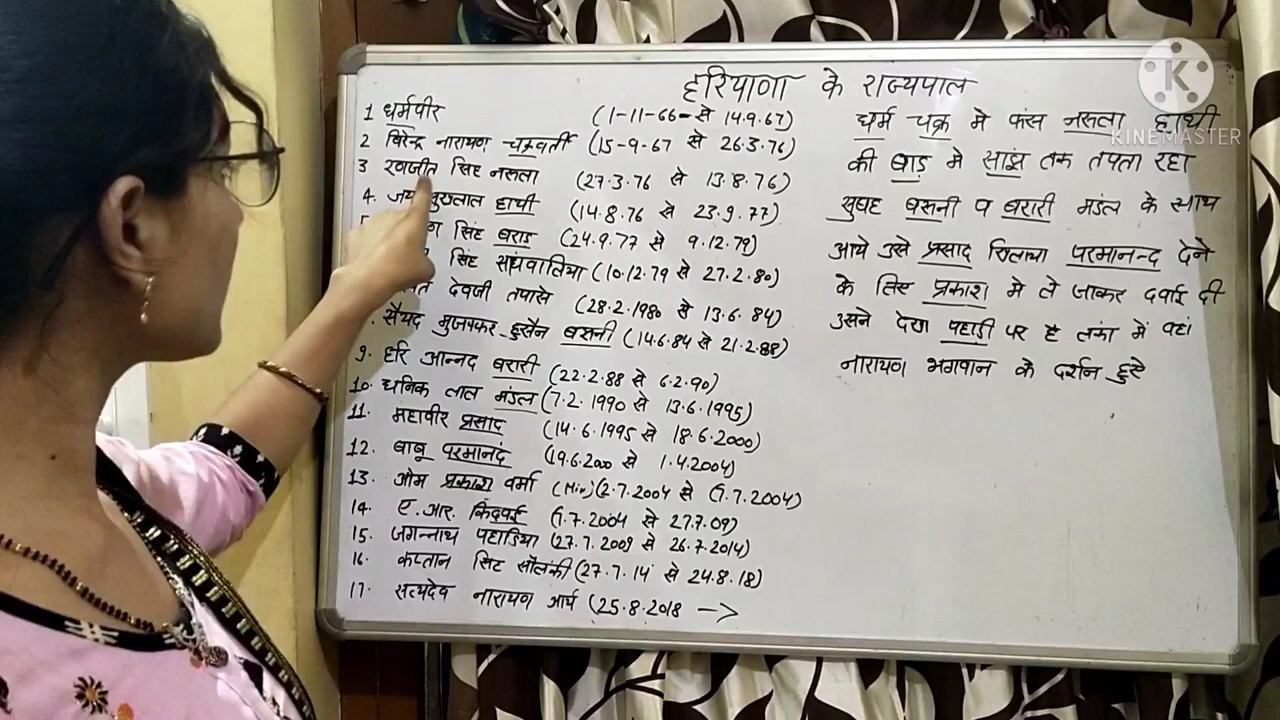 हरियाणा के राज्यपाल
1 धर्मवीर (1-11-66 से 14.9.67)
2 विरेन्द्र नारायण चक्रवर्ती (15-9-67 से 26.3.76)
3 रणजीत सिंह नरूला (27.3.76 से 13.8.76)
4. जय सुखलाल हाथी (14.8.76 से 23.9.77)
सिंह बराड (24.9.77 से 9.12.79)
सिंह साधवालिया (10.12.79 से 27.2.80)
देवजी तपासे (28.2.1980 से 13.6.84)
सैयद मुजफ्फर हुसैन बसनी (14.6.84 से 21.2.88)
9. हरि आन्नद बरारी (22.2.88 से 6.2.90)
10. धनिक लाल मंडल (7.2.1990 से 13.6.1995)
11. महावीर प्रसाद (14.6.1995 से 18.6.2000)
12. बाबू परमानंद (19.6.2000 से 1.4.2004)
13. ओम प्रकाश वर्मा (2.7.2004 से 7.7.2004)
14. ए.आर. किदवई (7.7.2004 से 27.7.09)
15. जगन्नाथ पहाडिया (27.7.2009 से 26.7.2014)
16. कप्तान सिंह सोलंकी (27.7.14 से 24.8.18)
17. सत्यदेव नारायण आर्य (25.8.2018 →
धर्म चक्र मे फंस नरूला हाथी
की बाड़ मे सांझ तक तपता रहा
सुबह बसनी व बरारी मंडल के साथ
आये उसे प्रसाद खिलाया परमानन्द देने
के लिए प्रकाश मे ले जाकर दवाई दी
उसने देखा पहाडी पर है लंका में वहां
नारायण भगवान के दर्शन हुये
K
KINEMASTER